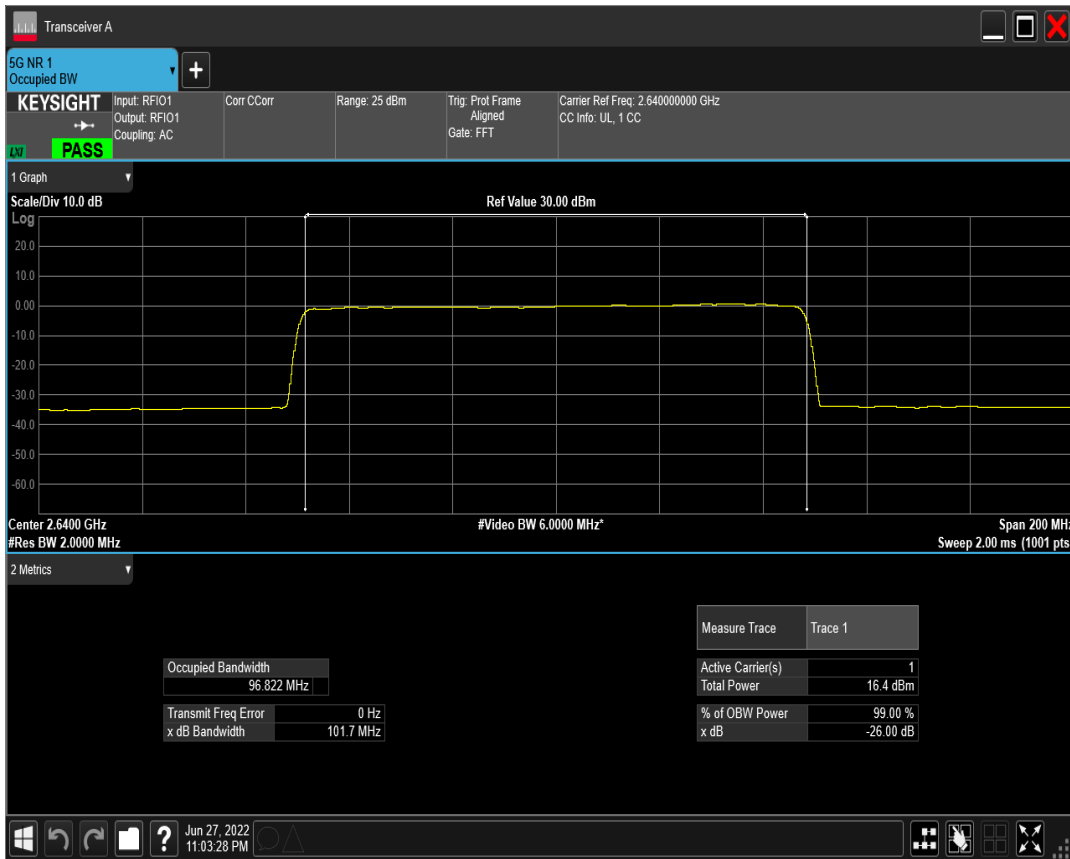 Transceiver A
5G NR 1
Occupied BW
KEYSIGHT
LXI
PASS
Input: RFIO1
Output: RFIO1
Coupling: AC
Corr CCorr
Range: 25 dBm
Trig: Prot Frame
Aligned
Gate: FFT
Carrier Ref Freq: 2.640000000 GHz
CC Info: UL, 1 CC
1 Graph
Scale/Div 10.0 dB
Ref Value 30.00 dBm
Log
20.0
10.0
0.00
-10.0
-20.0
-30.0
-40.0
-50.0
-60.0
Center 2.6400 GHz
#Video BW 6.0000 MHz*
Span 200 MHz
#Res BW 2.0000 MHz
Sweep 2.00 ms (1001 pts
2 Metrics
Measure Trace Trace 1
Occupied Bandwidth
96.822 MHz
Active Carrier(s) 1
Total Power 16.4 dBm
Transmit Freq Error 0 Hz
x dB Bandwidth 101.7 MHz
% of OBW Power 99.00 %
x dB -26.00 dB
?
Jun 27, 2022
11:03:28 PM